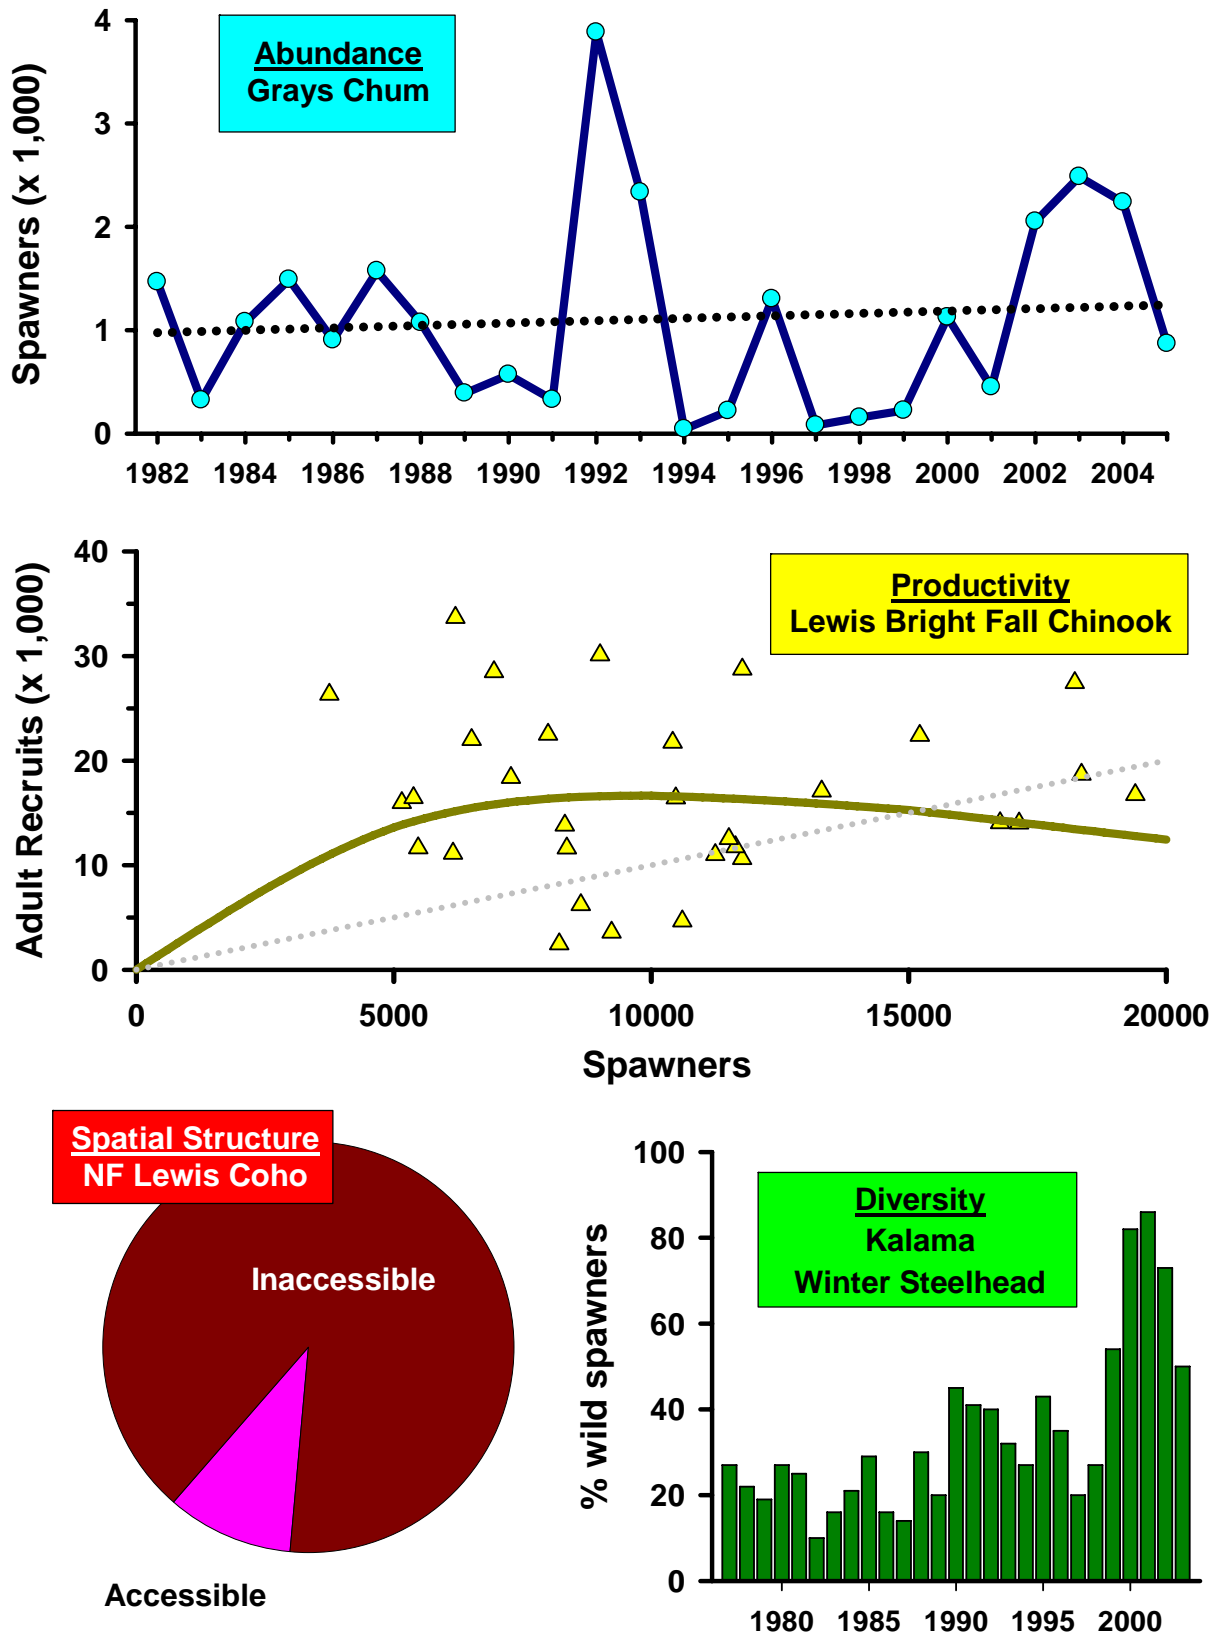 Abundance
Grays Chum
Spawners (x 1,000)
4
3
2
1
0
1982 1984 1986 1988 1990 1992 1994 1996 1998 2000 2002 2004
Productivity
Lewis Bright Fall Chinook
Adult Recruits (x 1,000)
40
30
20
10
0
0 5000 10000 15000 20000
Spawners
Spatial Structure
NF Lewis Coho
Inaccessible
Accessible
Diversity
Kalama
Winter Steelhead
% wild spawners
100
80
60
40
20
0
1980 1985 1990 1995 2000